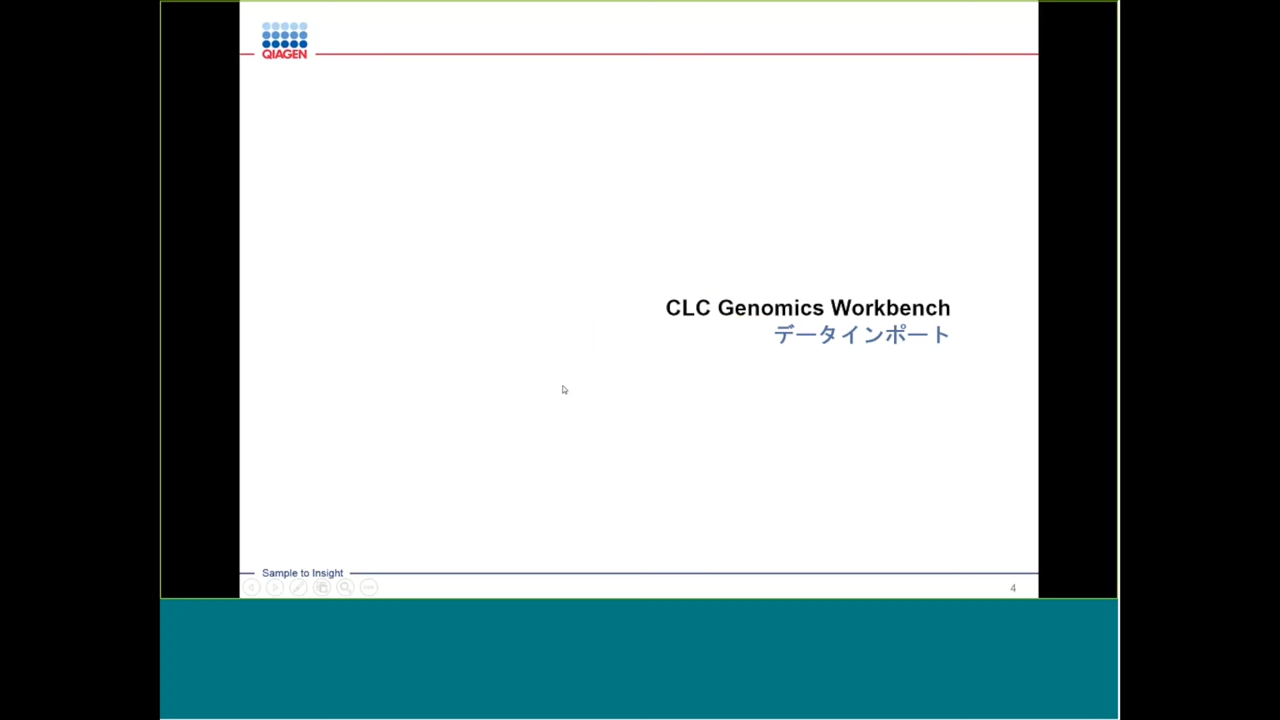 QIAGEN
CLC Genomics Workbench
データインポート
Sample to Insight
4